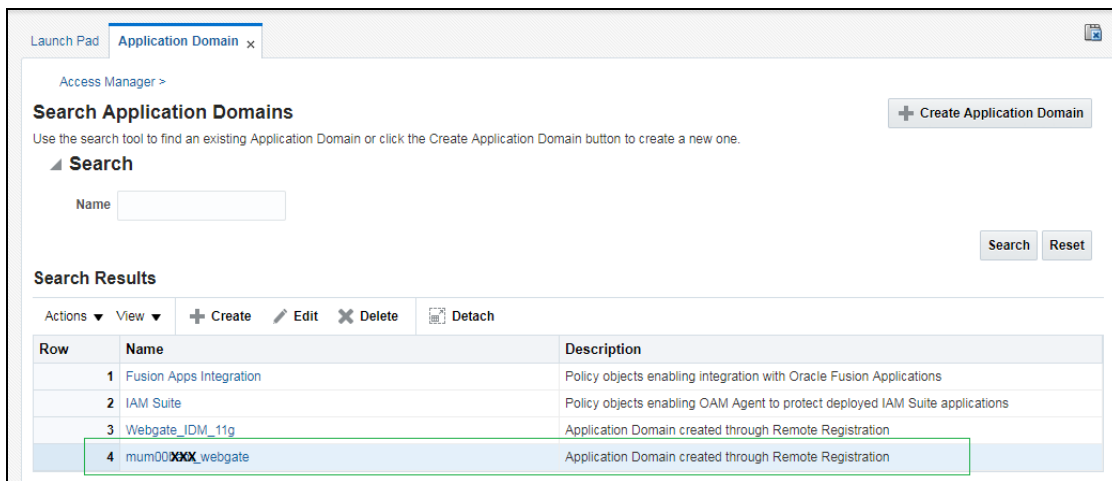 Launch Pad Application Domain x
Access Manager >
Search Application Domains
Create Application Domain
Use the search tool to find an existing Application Domain or click the Create Application Domain button to create a new one.
Search
Name
Search Reset
Search Results
Actions View Create Edit Delete Detach
Row Name Description
1 Fusion Apps Integration Policy objects enabling integration with Oracle Fusion Applications
2 IAM Suite Policy objects enabling OAM Agent to protect deployed IAM Suite applications
3 Webgate_IDM_11g Application Domain created through Remote Registration
4 mum00XXX_webgate Application Domain created through Remote Registration